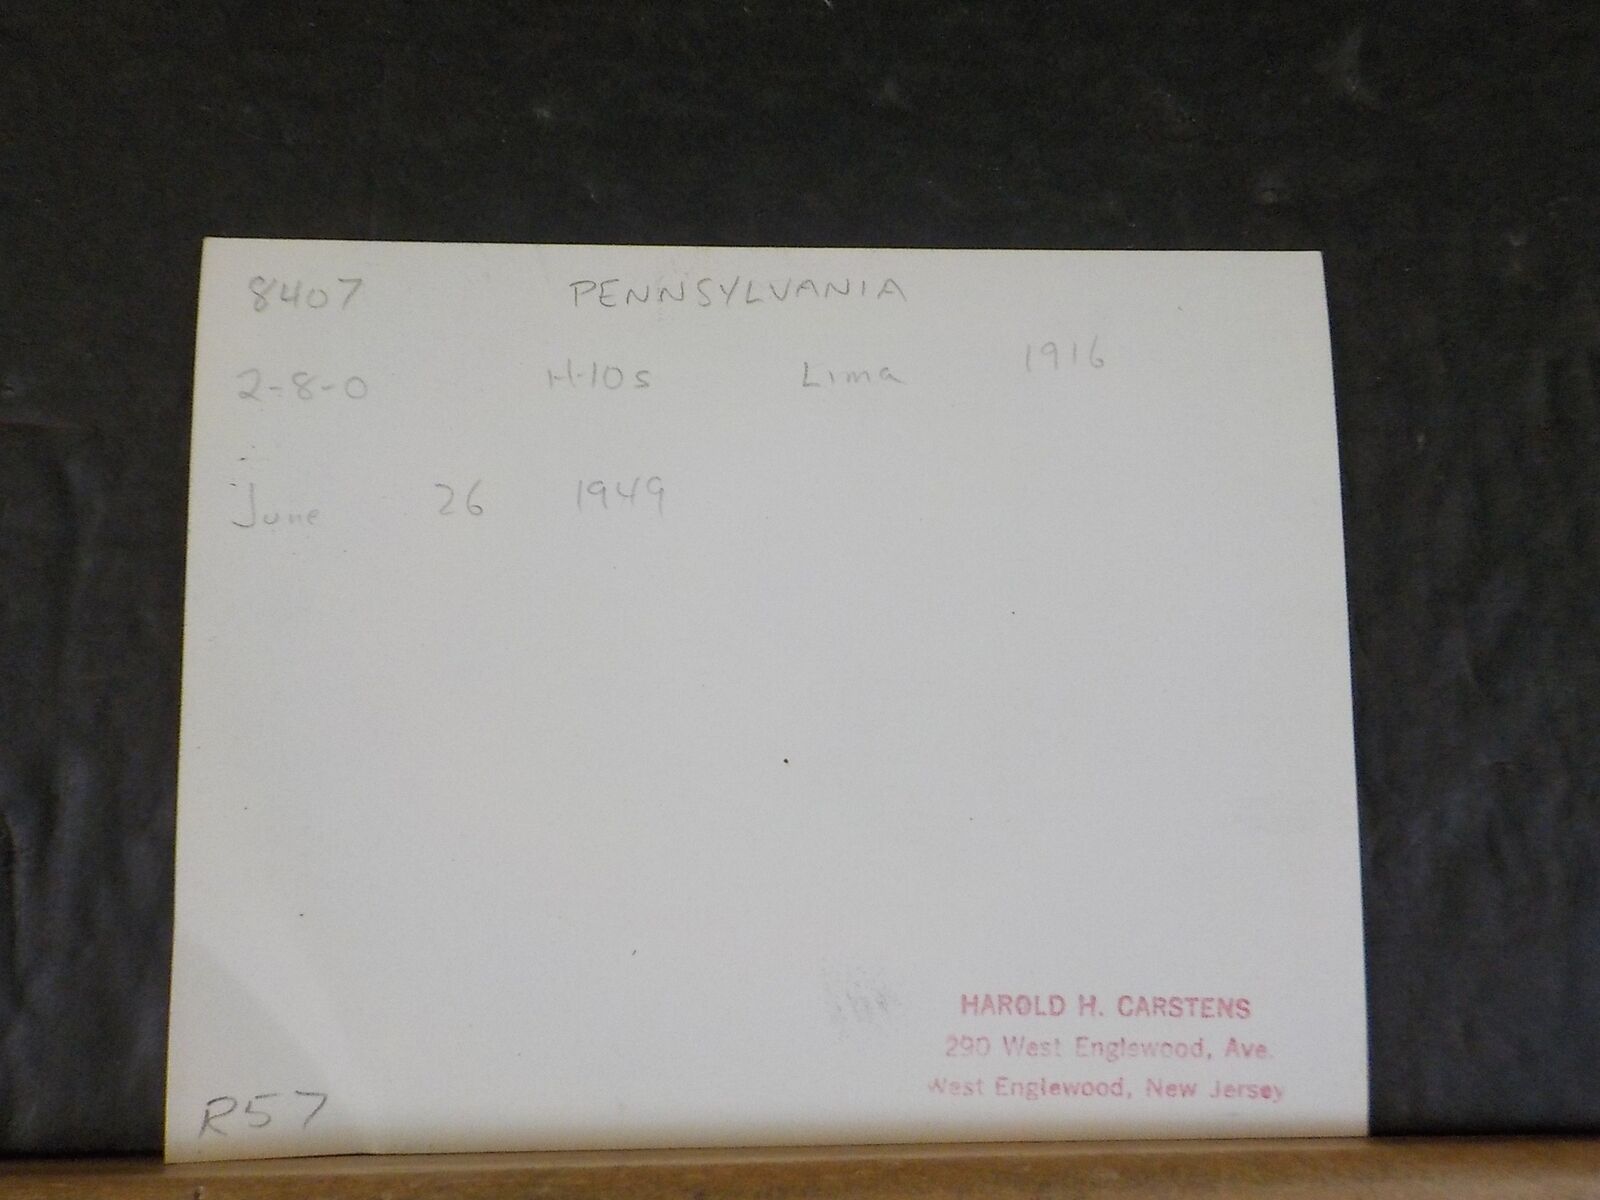 8407 PENNSYLVANIA
2-8-0 H-10s Lima 1916
June 26 1949
HAROLD H. CARSTENS
290 West Englewood, Ave.
West Englewood, New Jersey
R57